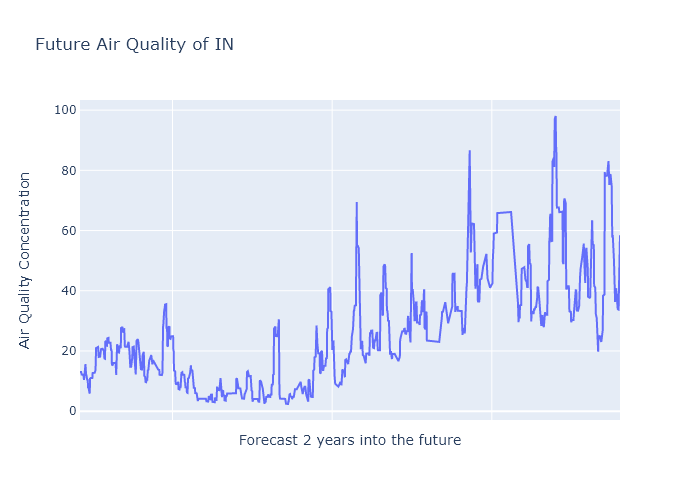 Future Air Quality of IN
100
80
60
40
20
0
Air Quality Concentration
Forecast 2 years into the future